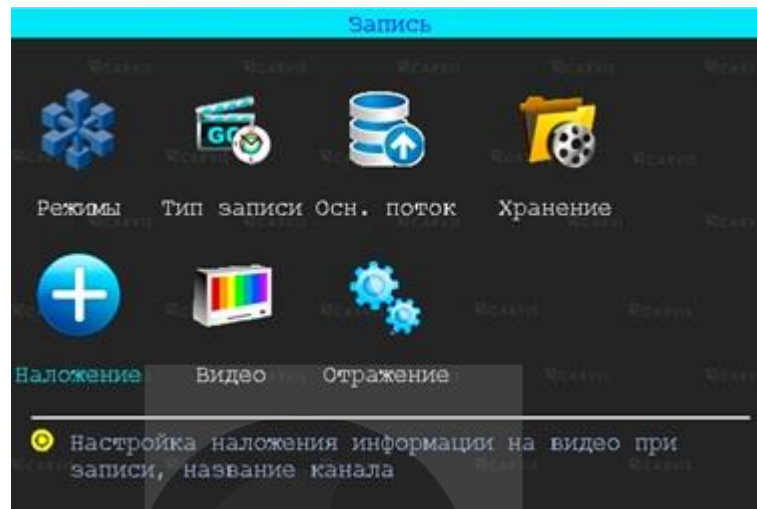 Запись
Режимы Тип записи Осн. поток Хранение
Наложение Видео Отражение
Настройка наложения информации на видео при
записи, название канала